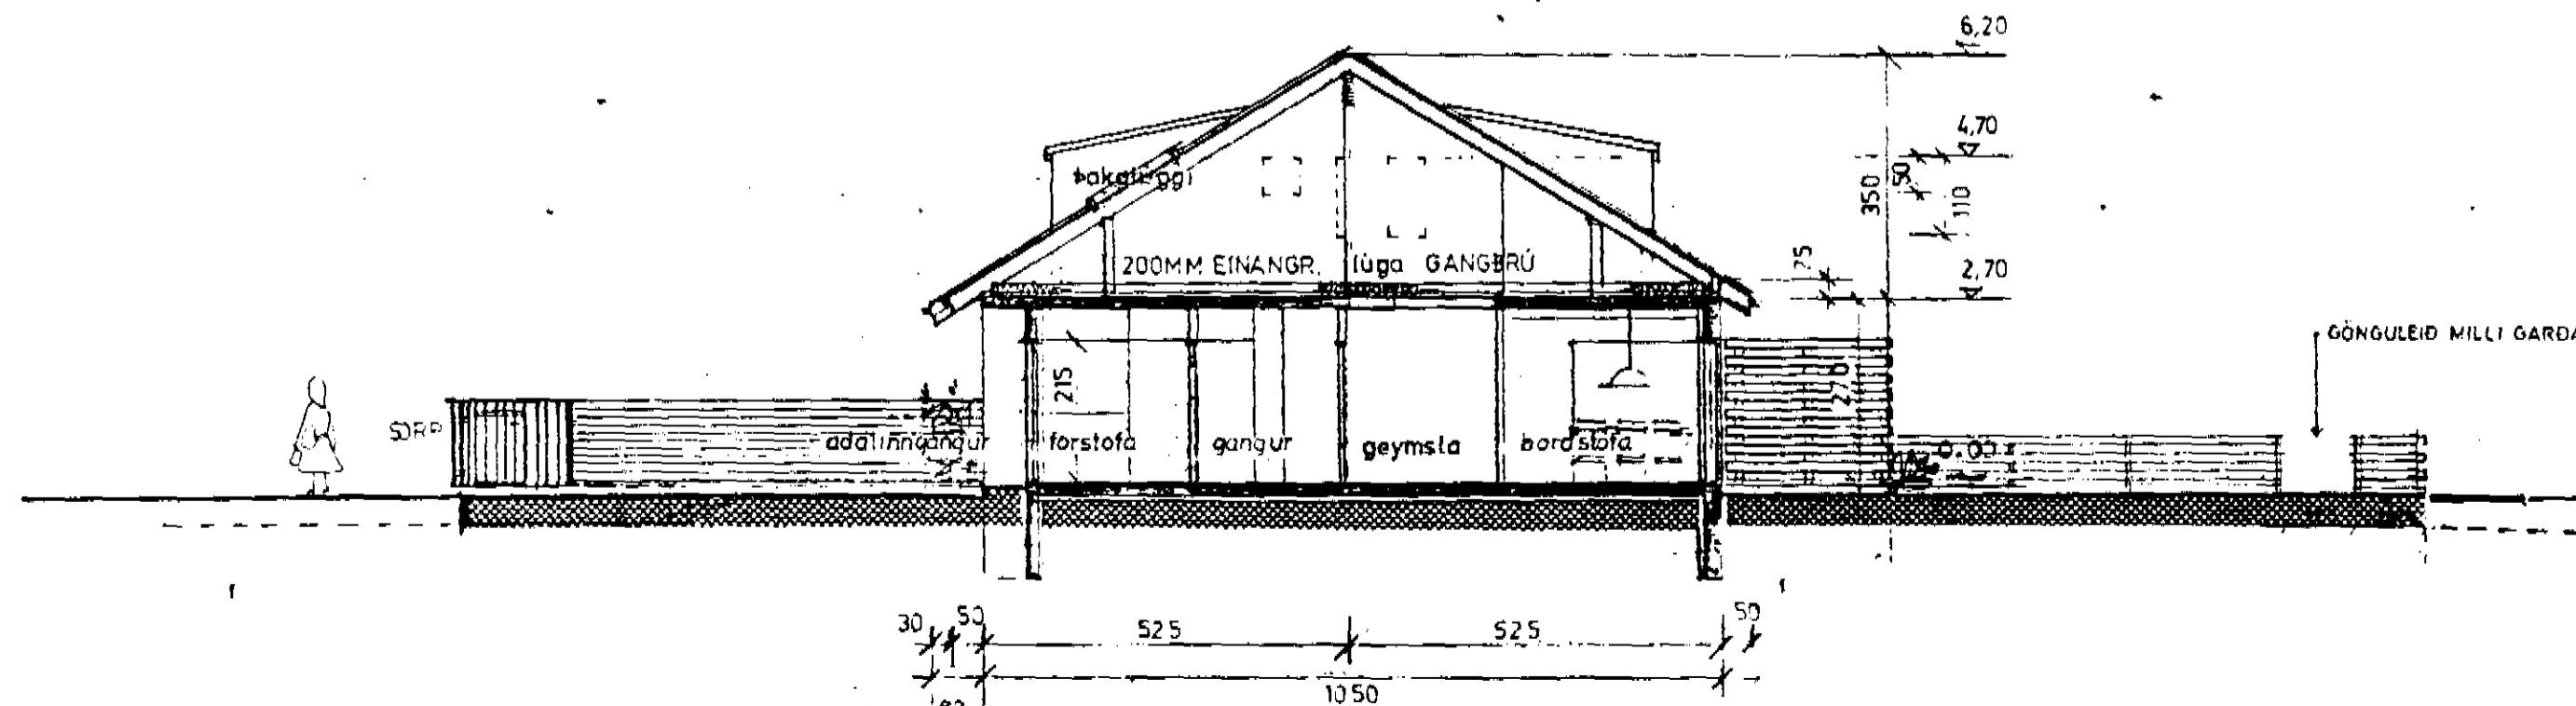 6,20
4,70
þakgluggi
50
350
110
200MM EINANGR. lúga GANGBRÚ
25
2,70
GÖNGULEIÐ MILLI GARÐA
215
270
SORP
aðalinngangur forstofa gangur geymsla borðstofa
0.00
30 50 525 525 50
1050